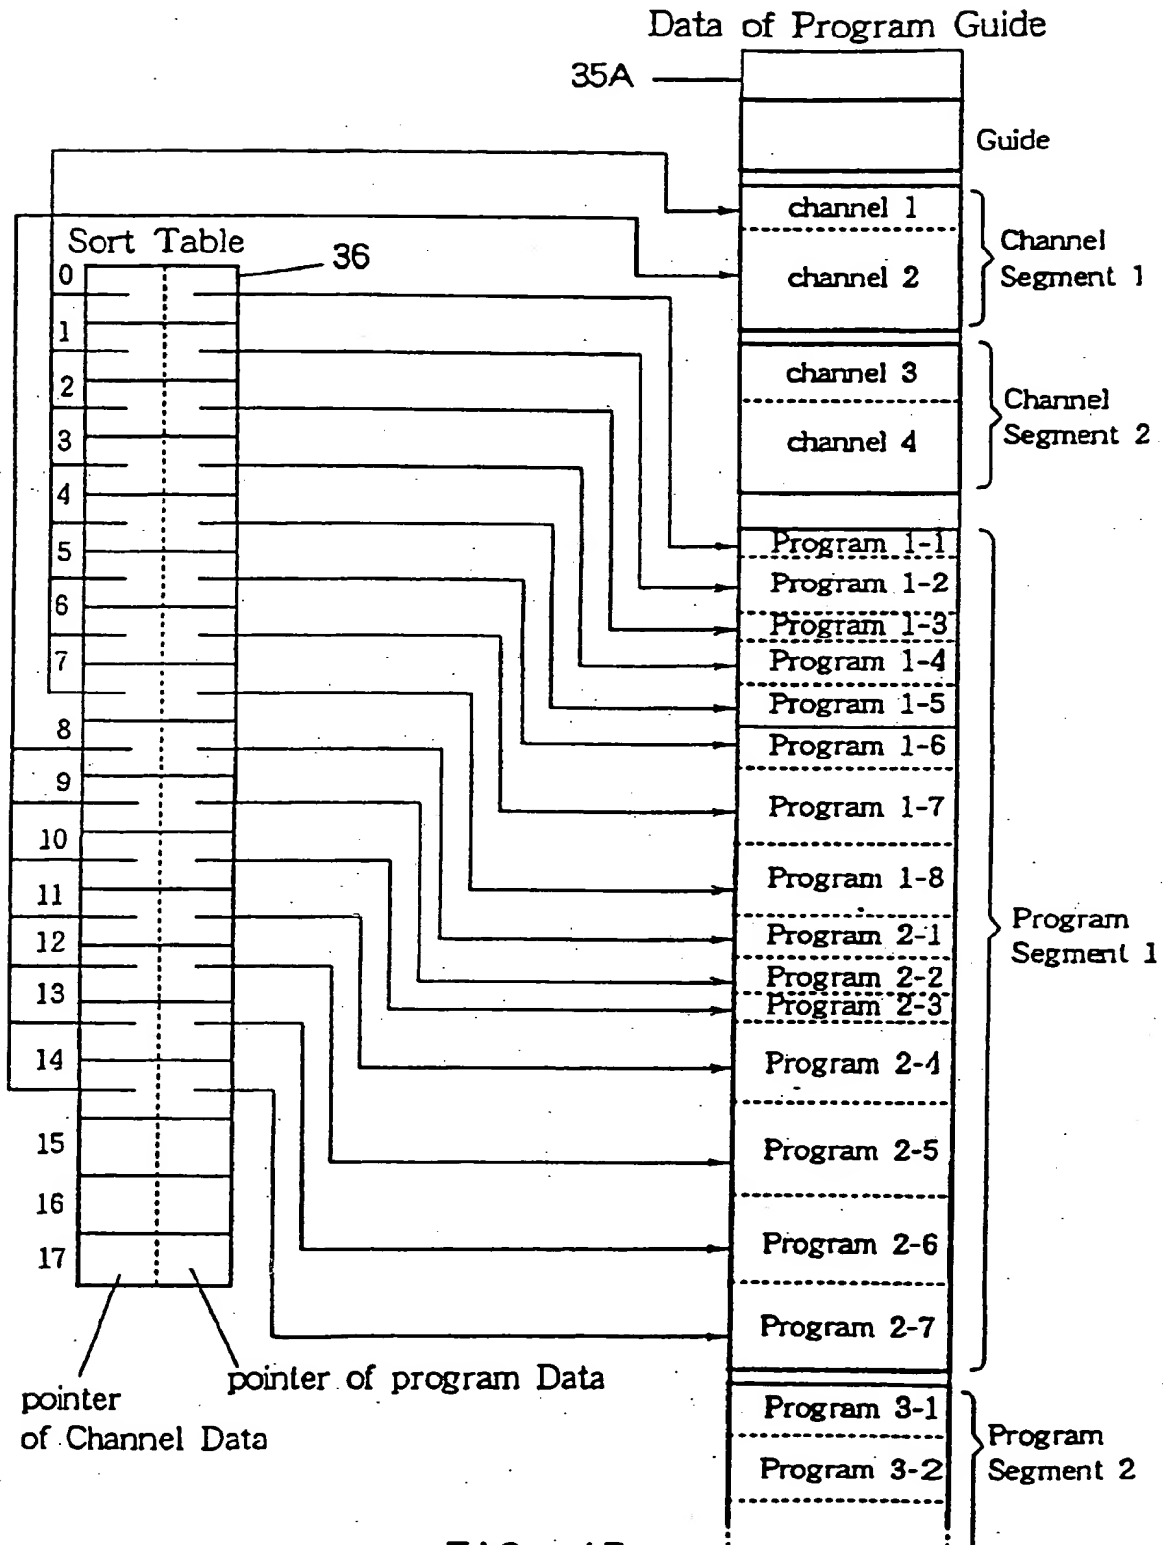 Data of Program Guide
35A
Guide
channel 1
channel 2
Channel
Segment 1
channel 3
channel 4
Channel
Segment 2
Sort Table
36
0
1
2
3
4
5
6
7
8
9
10
11
12
13
14
15
16
17
pointer
of Channel Data
pointer of program Data
Program 1-1
Program 1-2
Program 1-3
Program 1-4
Program 1-5
Program 1-6
Program 1-7
Program 1-8
Program 2-1
Program 2-2
Program 2-3
Program 2-4
Program 2-5
Program 2-6
Program 2-7
Program
Segment 1
Program 3-1
Program 3-2
Program
Segment 2